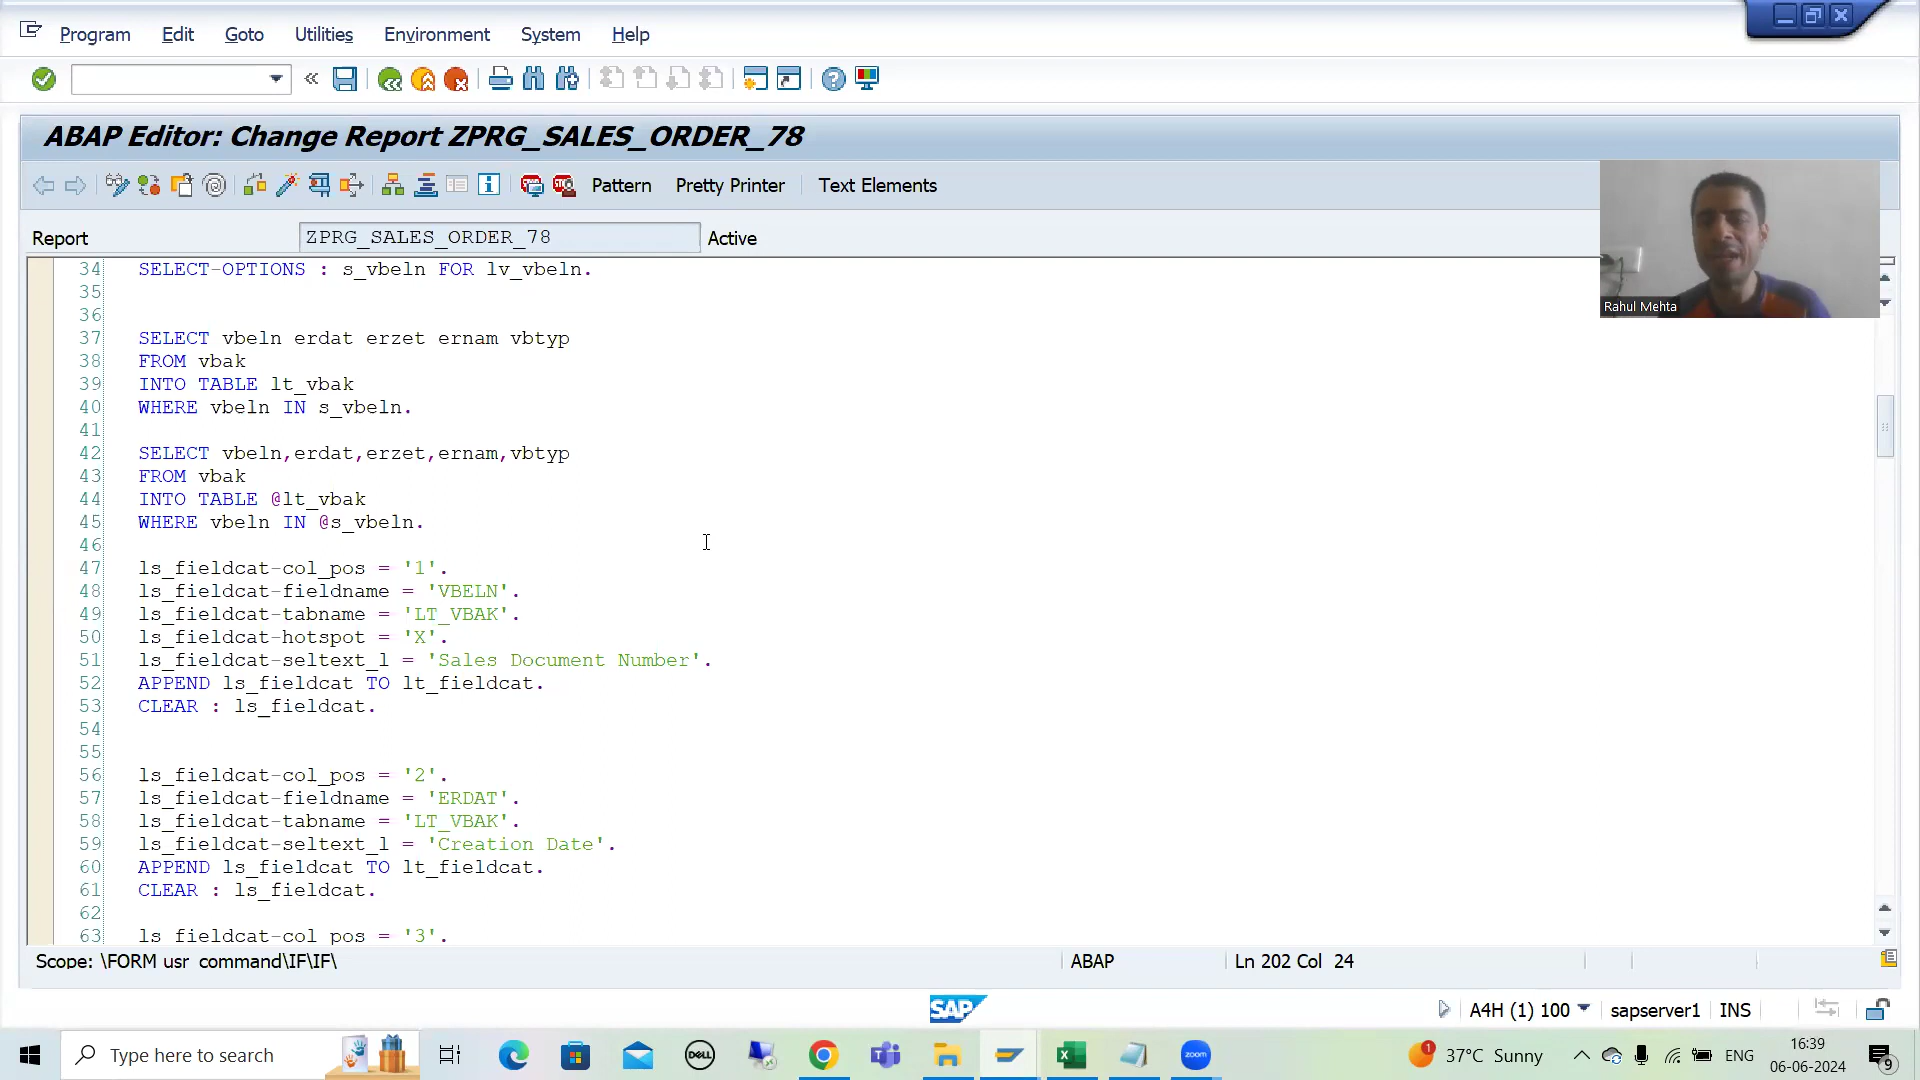 Program Edit Goto Utilities Environment System Help
ABAP Editor: Change Report ZPRG_SALES_ORDER_78
Pattern Pretty Printer Text Elements
Report ZPRG_SALES_ORDER_78 Active
34 SELECT-OPTIONS : s_vbeln FOR lv_vbeln.
35
36
37 SELECT vbeln erdat erzet ernam vbtyp
38 FROM vbak
39 INTO TABLE lt_vbak
40 WHERE vbeln IN s_vbeln.
41
42 SELECT vbeln,erdat,erzet,ernam,vbtyp
43 FROM vbak
44 INTO TABLE @lt_vbak
45 WHERE vbeln IN @s_vbeln.
46
47 ls_fieldcat-col_pos = '1'.
48 ls_fieldcat-fieldname = 'VBELN'.
49 ls_fieldcat-tabname = 'LT_VBAK'.
50 ls_fieldcat-hotspot = 'X'.
51 ls_fieldcat-seltext_l = 'Sales Document Number'.
52 APPEND ls_fieldcat TO lt_fieldcat.
53 CLEAR : ls_fieldcat.
54
55
56 ls_fieldcat-col_pos = '2'.
57 ls_fieldcat-fieldname = 'ERDAT'.
58 ls_fieldcat-tabname = 'LT_VBAK'.
59 ls_fieldcat-seltext_l = 'Creation Date'.
60 APPEND ls_fieldcat TO lt_fieldcat.
61 CLEAR : ls_fieldcat.
62
63 ls_fieldcat-col_pos = '3'.
Rahul Mehta
Scope: \FORM usr_command\IF\IF\ ABAP Ln 202 Col 24
SAP A4H (1) 100 sapserver1 INS
Type here to search DELL zoom 1 37°C Sunny ENG 16:39
06-06-2024 9